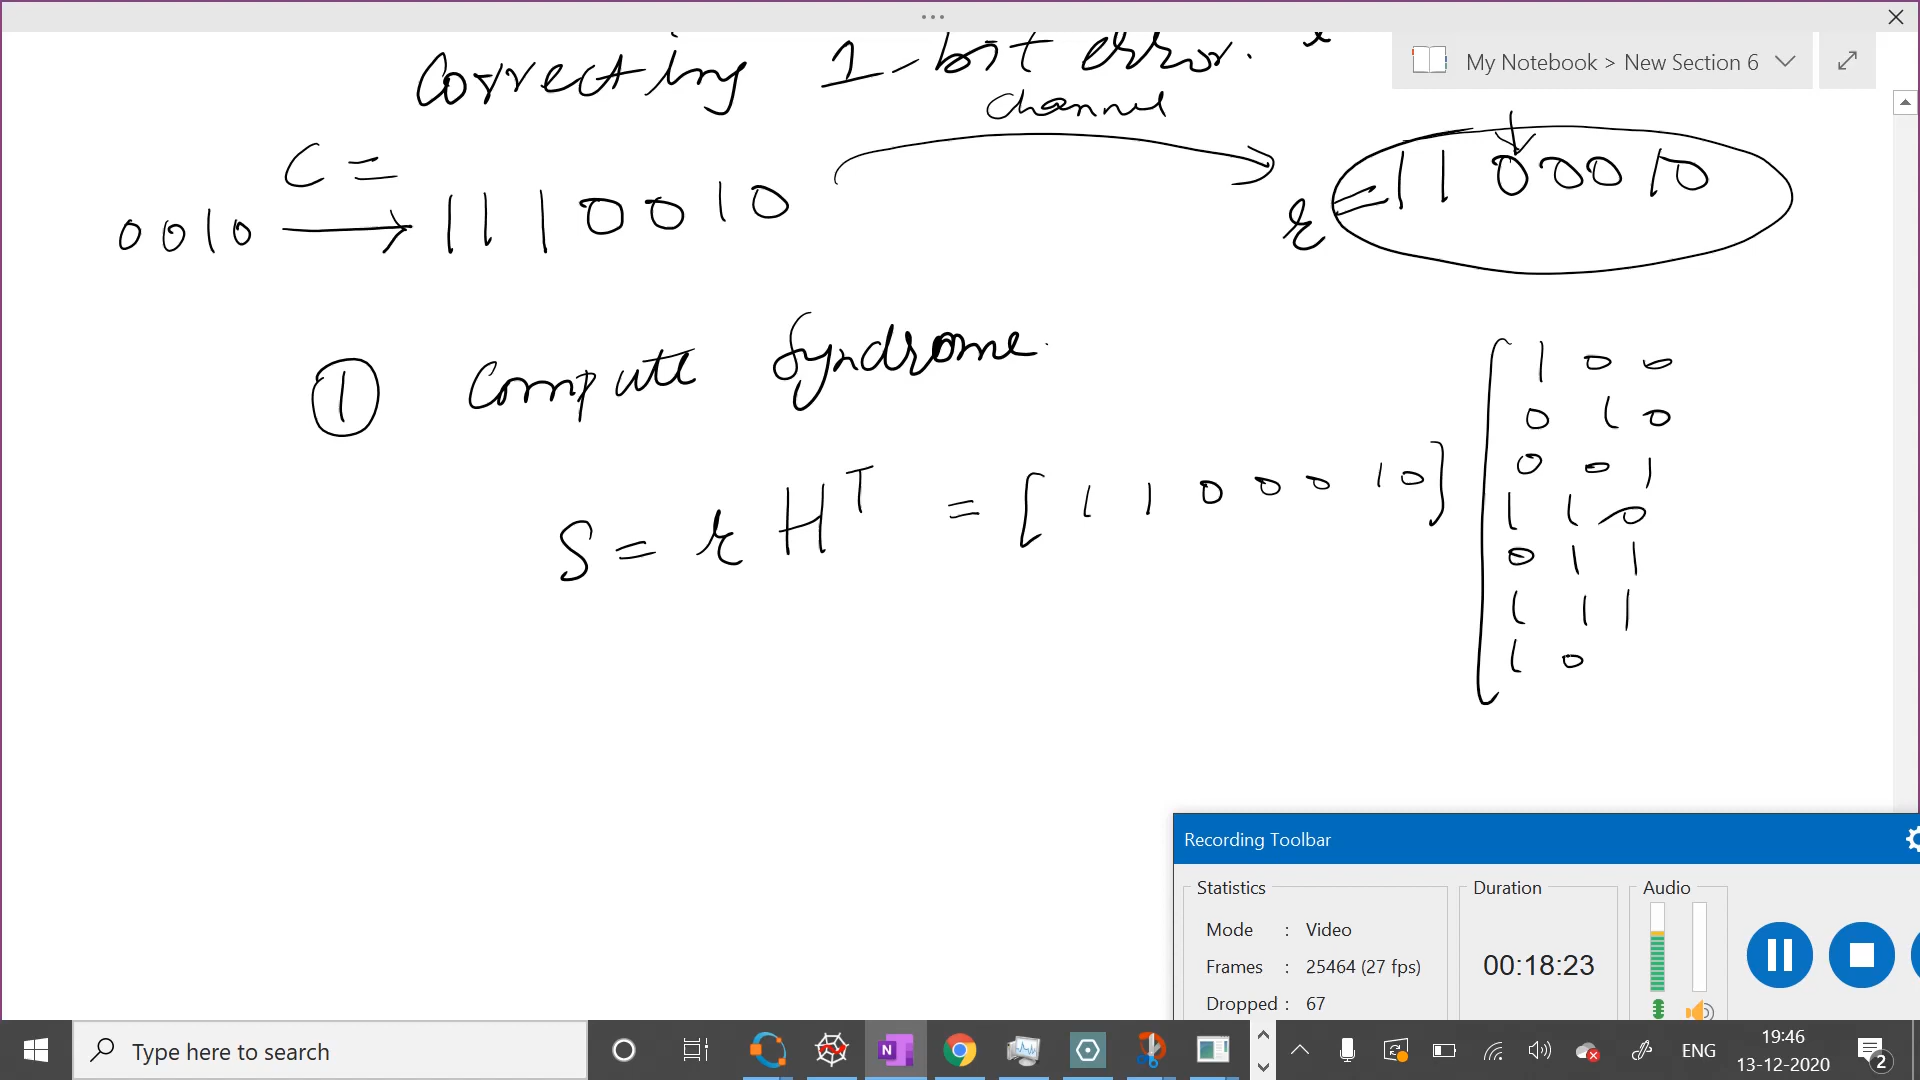 Correcting 1-bit error.
My Notebook > New Section 6
channel
C =
0010 → 1110010
r = 1100010
① Compute Syndrome.
S = r Hᵀ = [1 1 0 0 0 1 0]
1 0 0
0 1 0
0 0 1
1 1 0
0 1 1
1 1 1
1 0
Recording Toolbar
Statistics
Duration
Audio
Mode : Video
Frames : 25464 (27 fps)
00:18:23
Dropped : 67
Type here to search
ENG
19:46
13-12-2020
2